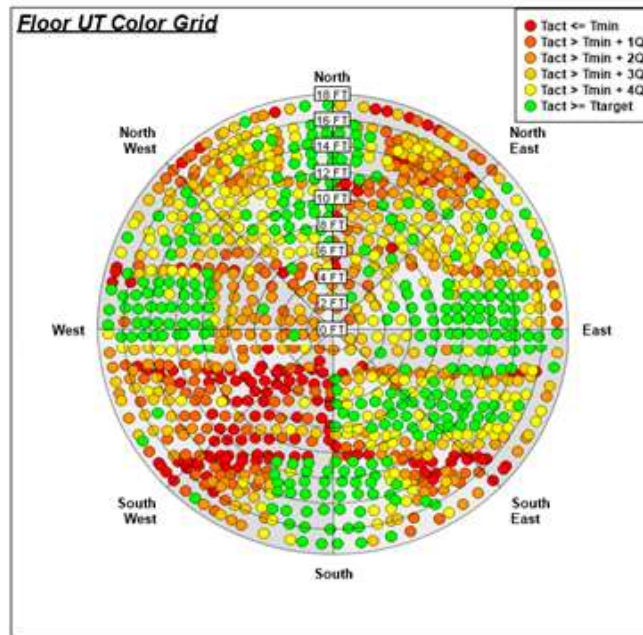 Floor UT Color Grid
Tact <= Tmin
Tact > Tmin + 1Q
Tact > Tmin + 2Q
Tact > Tmin + 3Q
Tact > Tmin + 4Q
Tact >= Ttarget
North
18 FT
16 FT
North
West
North
East
14 FT
12 FT
10 FT
8 FT
6 FT
4 FT
2 FT
West
0 FT
East
South
West
South
East
South